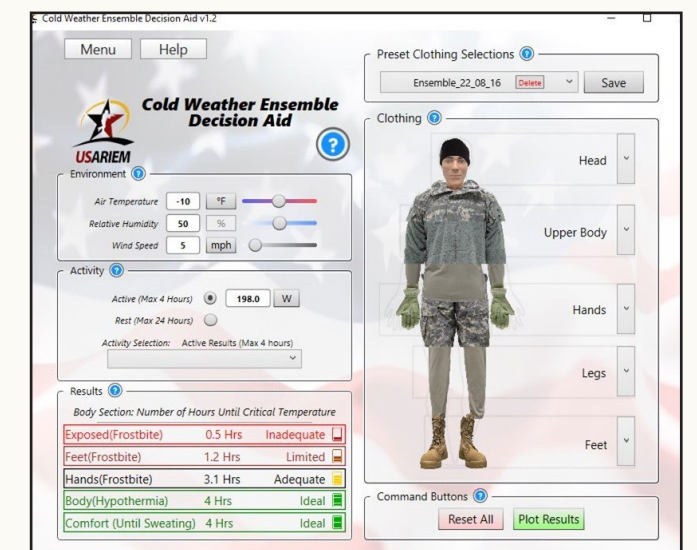 Cold Weather Ensemble Decision Aid v1.2
Menu Help
Cold Weather Ensemble
Decision Aid
?
USARIEM
Environment ?
Air Temperature -10 °F
Relative Humidity 50 %
Wind Speed 5 mph
Activity ?
Active (Max 4 Hours) 198.0 W
Rest (Max 24 Hours)
Activity Selection: Active Results (Max 4 hours)
Results ?
Body Section: Number of Hours Until Critical Temperature
Exposed(Frostbite) 0.5 Hrs Inadequate
Feet(Frostbite) 1.2 Hrs Limited
Hands(Frostbite) 3.1 Hrs Adequate
Body(Hypothermia) 4 Hrs Ideal
Comfort (Until Sweating) 4 Hrs Ideal
Preset Clothing Selections ?
Ensemble_22_08_16 Delete Save
Clothing ?
Head
Upper Body
Hands
Legs
Feet
Command Buttons ?
Reset All Plot Results